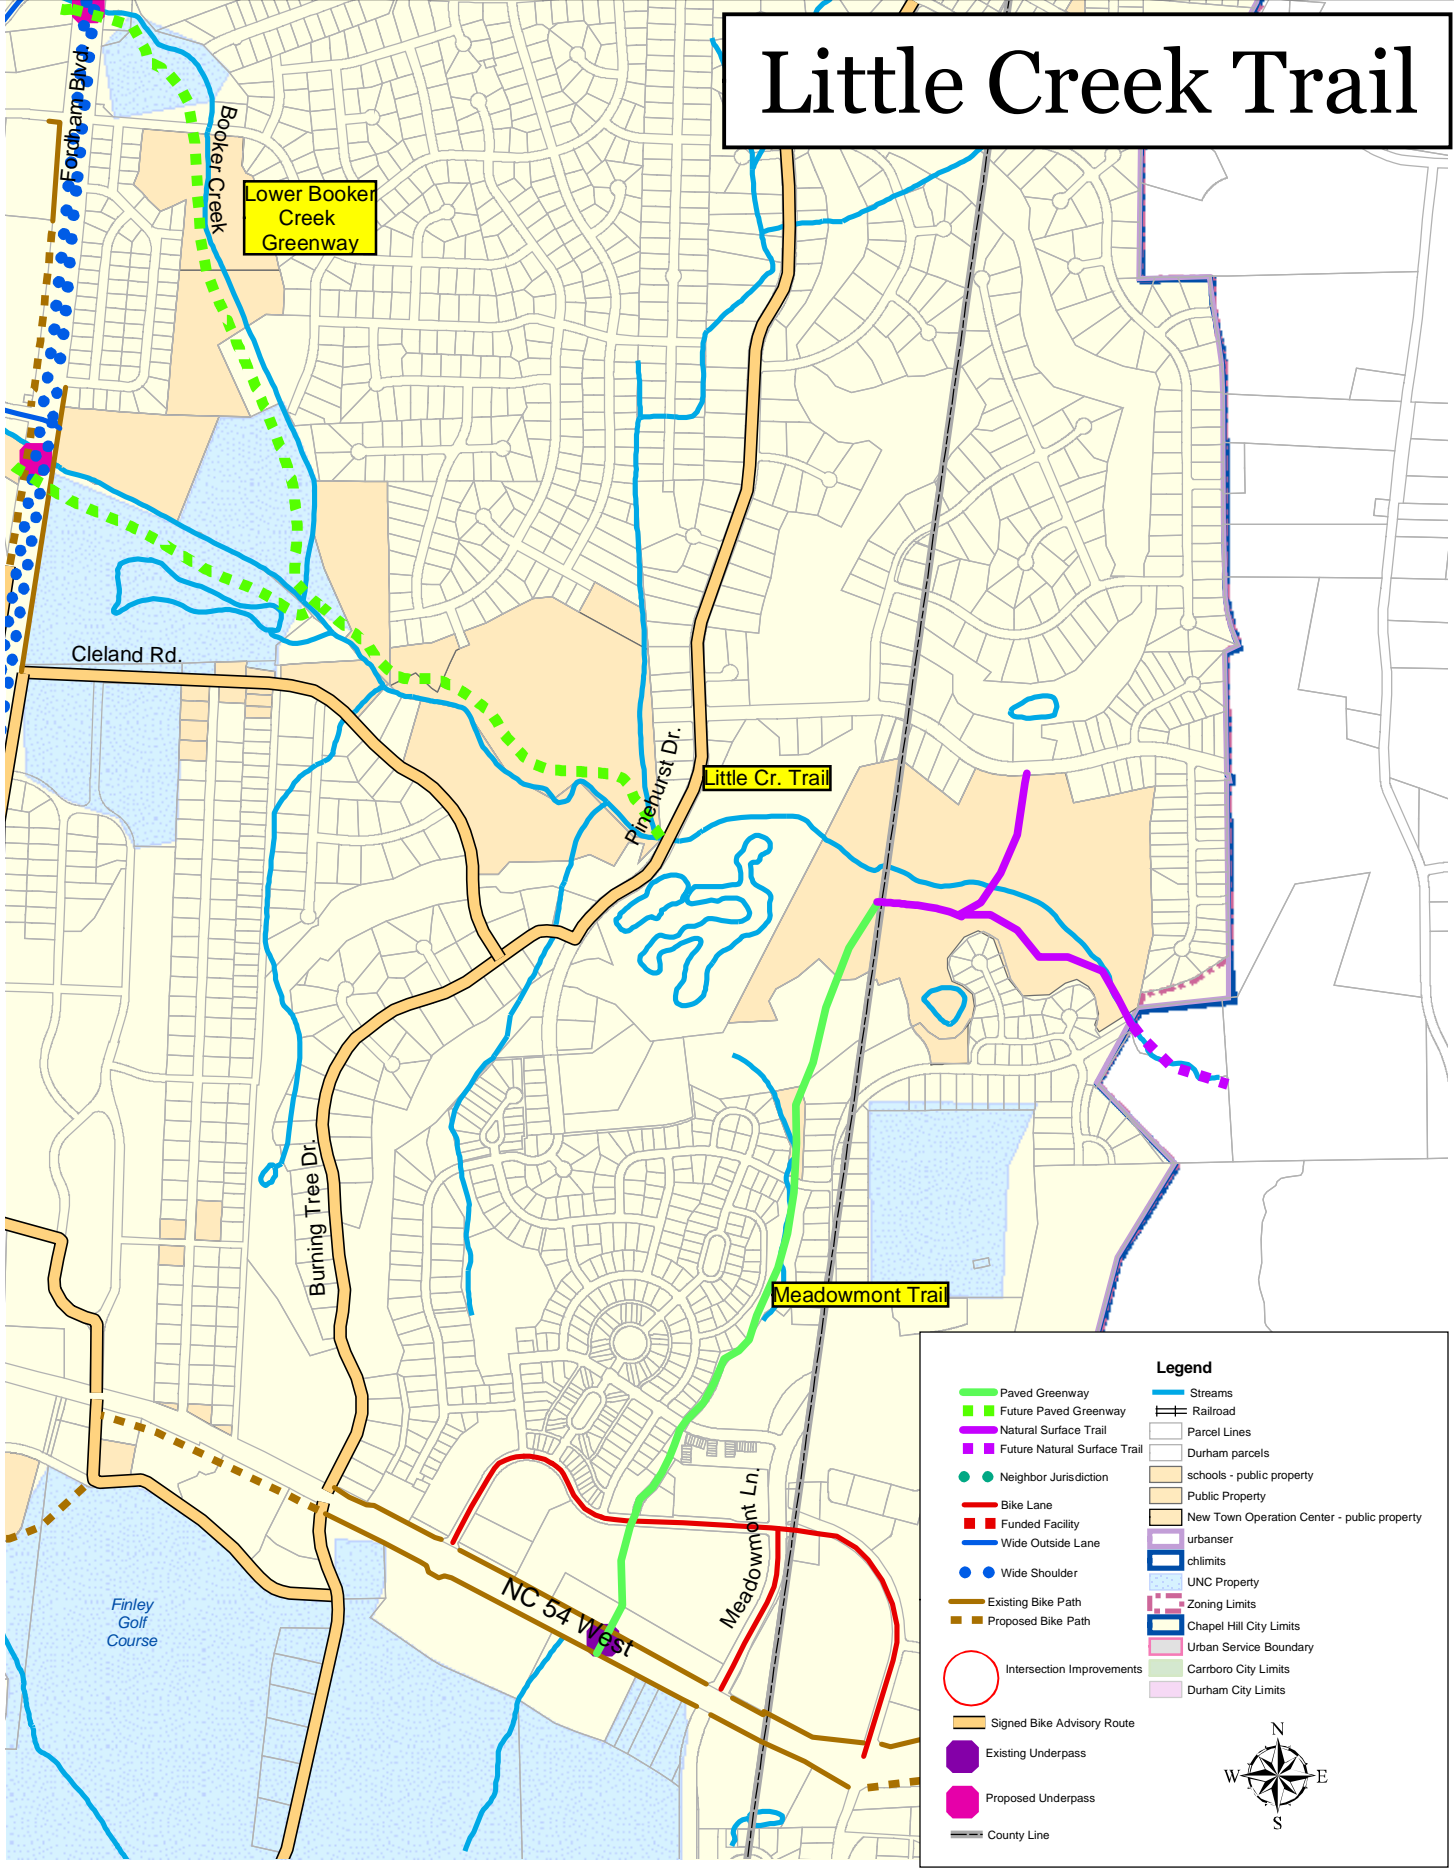 Little Creek Trail
Fordham Blvd.
Booker Creek
Lower Booker
Creek
Greenway
Cleland Rd.
Pinehurst Dr.
Little Cr. Trail
Burning Tree Dr.
Meadowmont Trail
Meadowmont Ln.
NC 54 West
Finley
Golf
Course
Legend
Paved Greenway
Future Paved Greenway
Natural Surface Trail
Future Natural Surface Trail
Neighbor Jurisdiction
Bike Lane
Funded Facility
Wide Outside Lane
Wide Shoulder
Existing Bike Path
Proposed Bike Path
Intersection Improvements
Signed Bike Advisory Route
Existing Underpass
Proposed Underpass
County Line
Streams
Railroad
Parcel Lines
Durham parcels
schools - public property
Public Property
New Town Operation Center - public property
urbanser
chlimits
UNC Property
Zoning Limits
Chapel Hill City Limits
Urban Service Boundary
Carrboro City Limits
Durham City Limits
N
W E
S